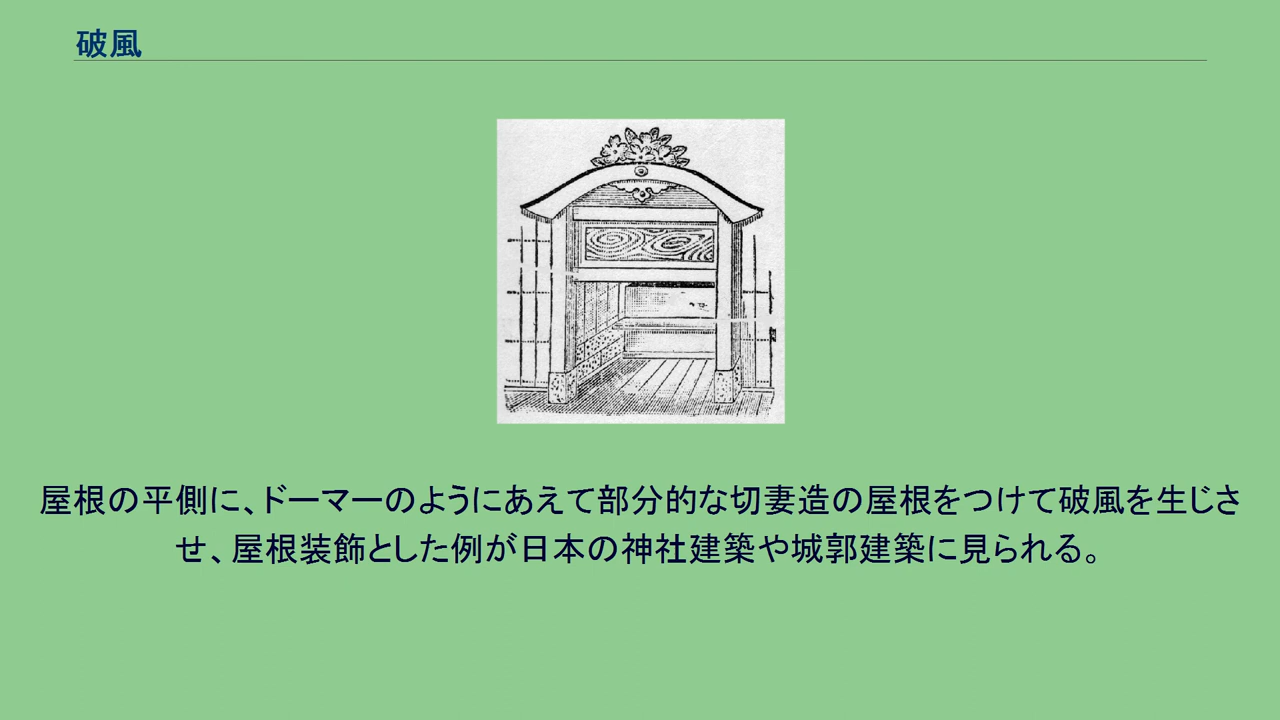 破風
屋根の平側に、ドーマーのようにあえて部分的な切妻造の屋根をつけて破風を生じさ
せ、屋根装飾とした例が日本の神社建築や城郭建築に見られる。